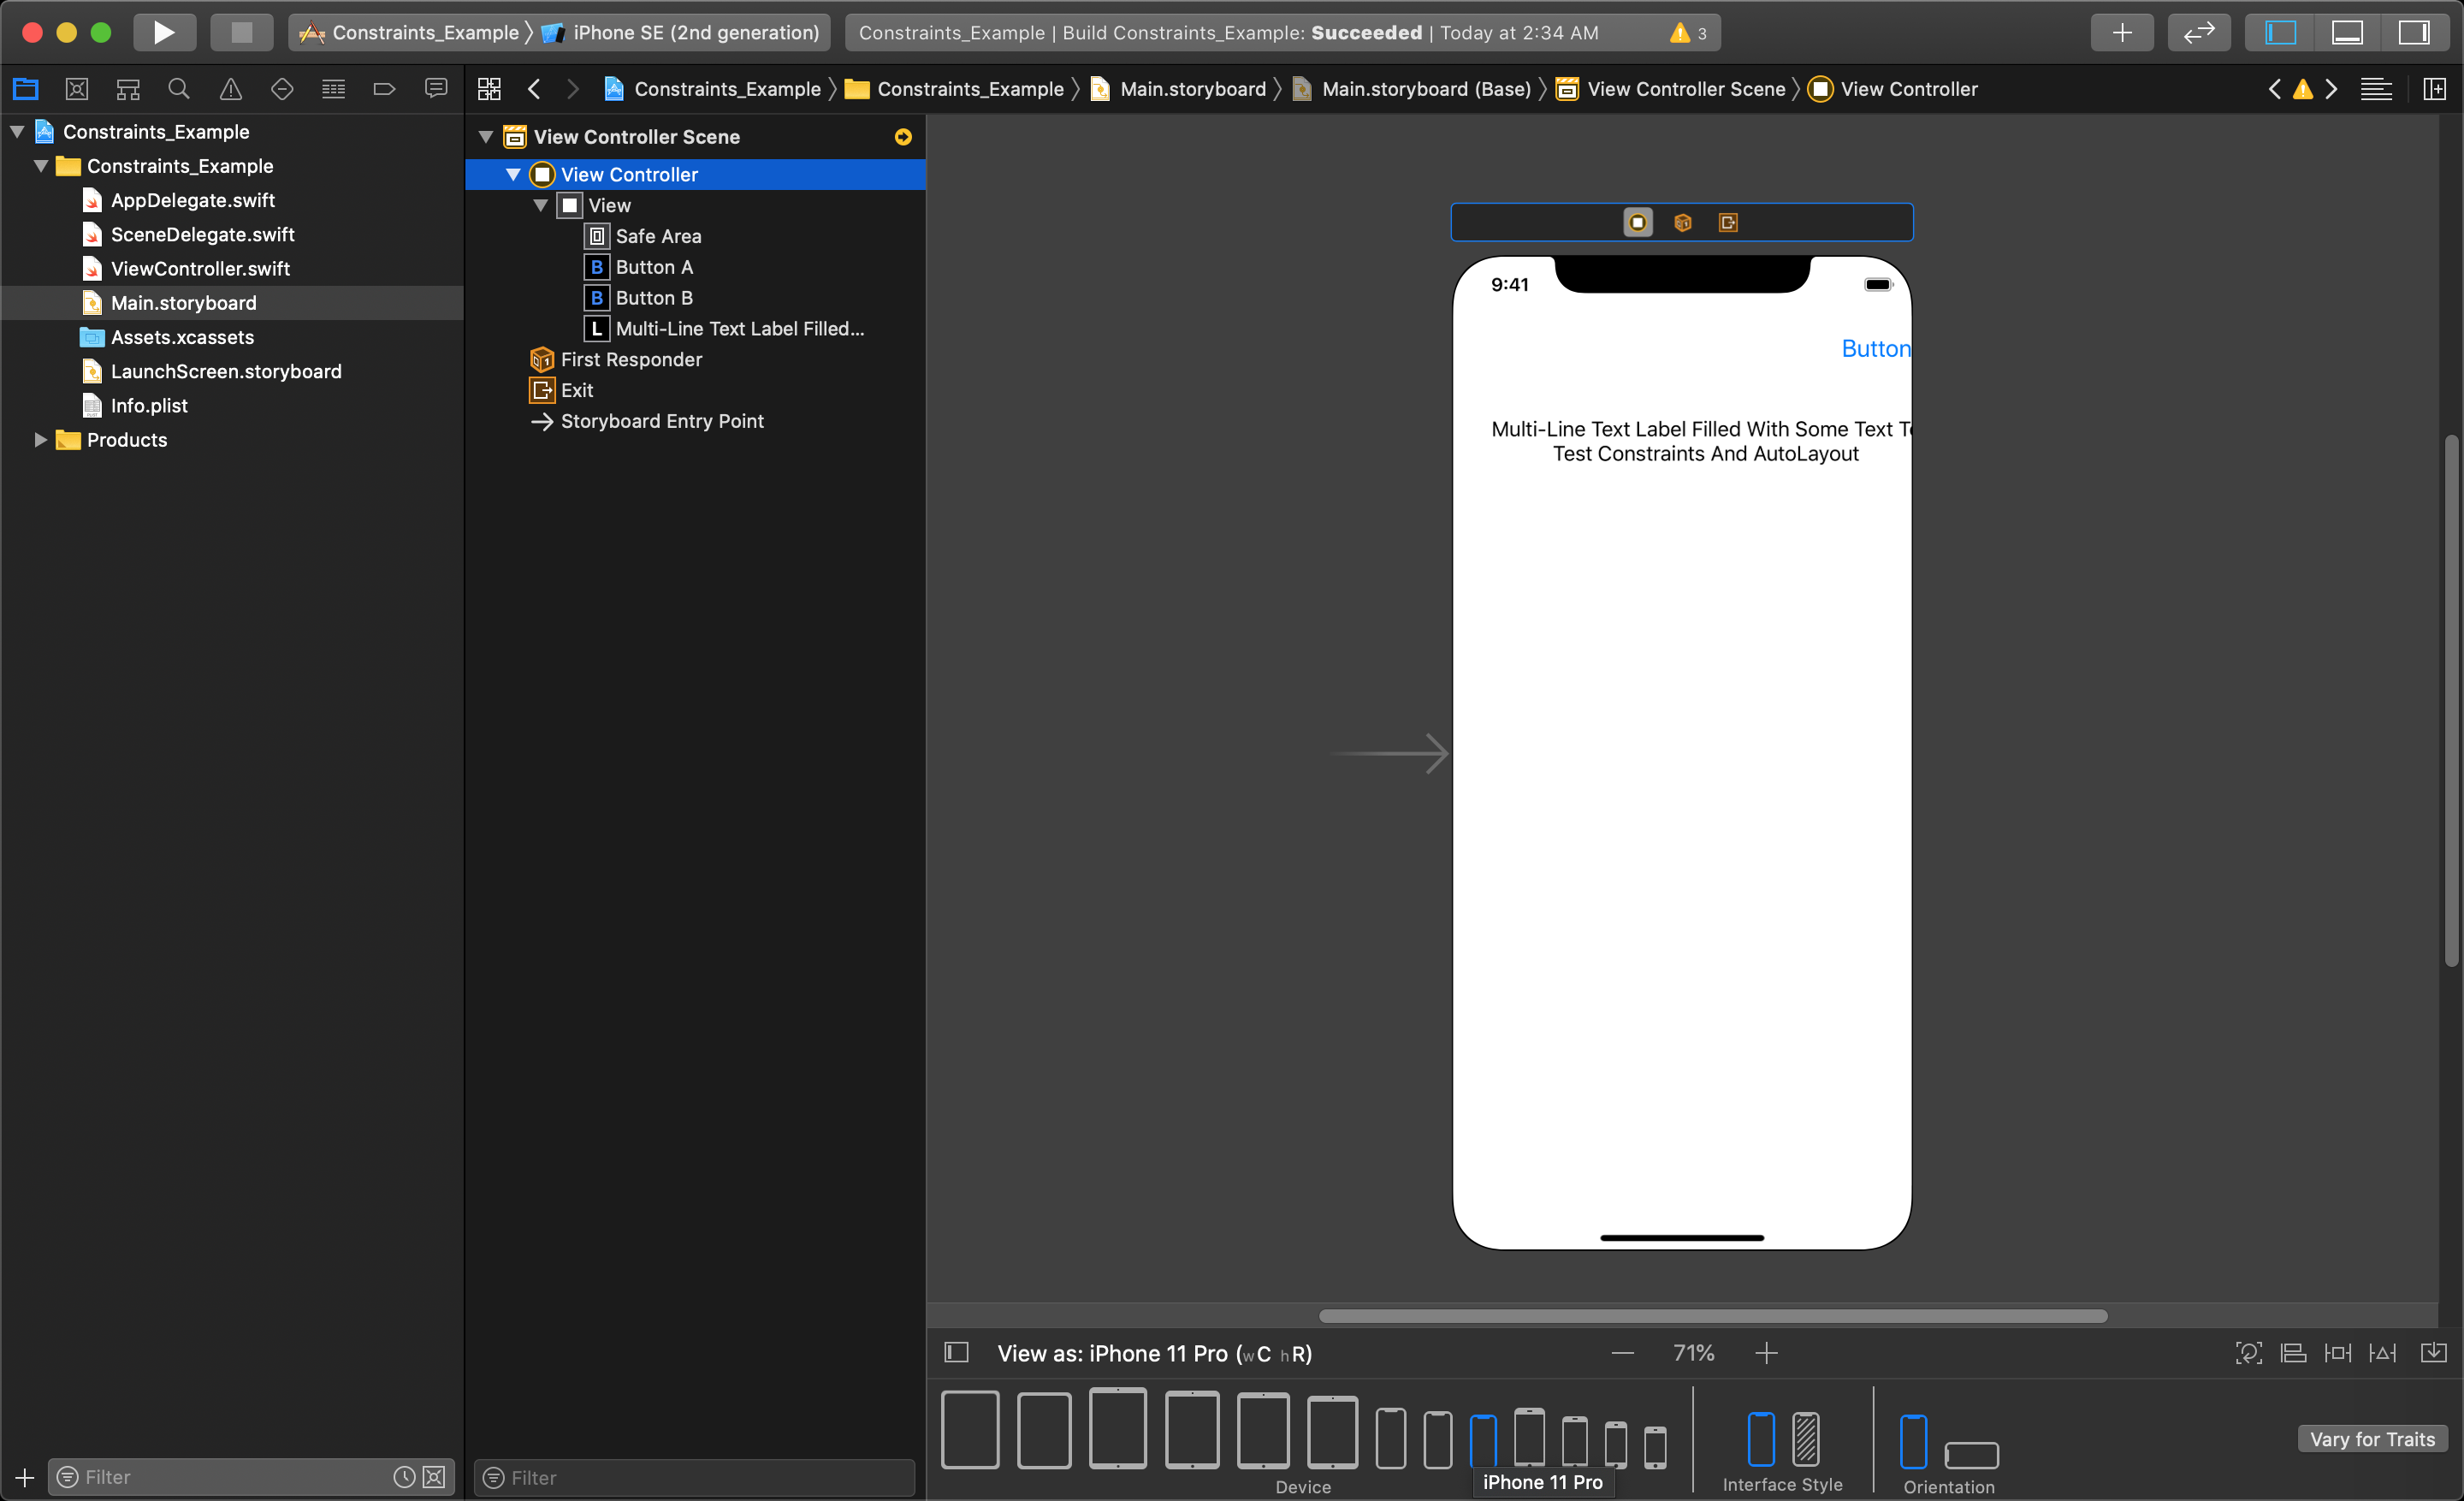 Constraints_Example 〉 iPhone SE (2nd generation)
Constraints_Example | Build Constraints_Example: Succeeded | Today at 2:34 AM
3
Constraints_Example 〉 Constraints_Example 〉 Main.storyboard 〉 Main.storyboard (Base) 〉 View Controller Scene 〉 View Controller
Constraints_Example
Constraints_Example
AppDelegate.swift
SceneDelegate.swift
ViewController.swift
Main.storyboard
Assets.xcassets
LaunchScreen.storyboard
Info.plist
Products
Filter
View Controller Scene
View Controller
View
Safe Area
B Button A
B Button B
L Multi-Line Text Label Filled...
First Responder
Exit
Storyboard Entry Point
Filter
9:41
Button
Multi-Line Text Label Filled With Some Text T
Test Constraints And AutoLayout
View as: iPhone 11 Pro (wC hR)
71%
Device
iPhone 11 Pro
Interface Style
Orientation
Vary for Traits